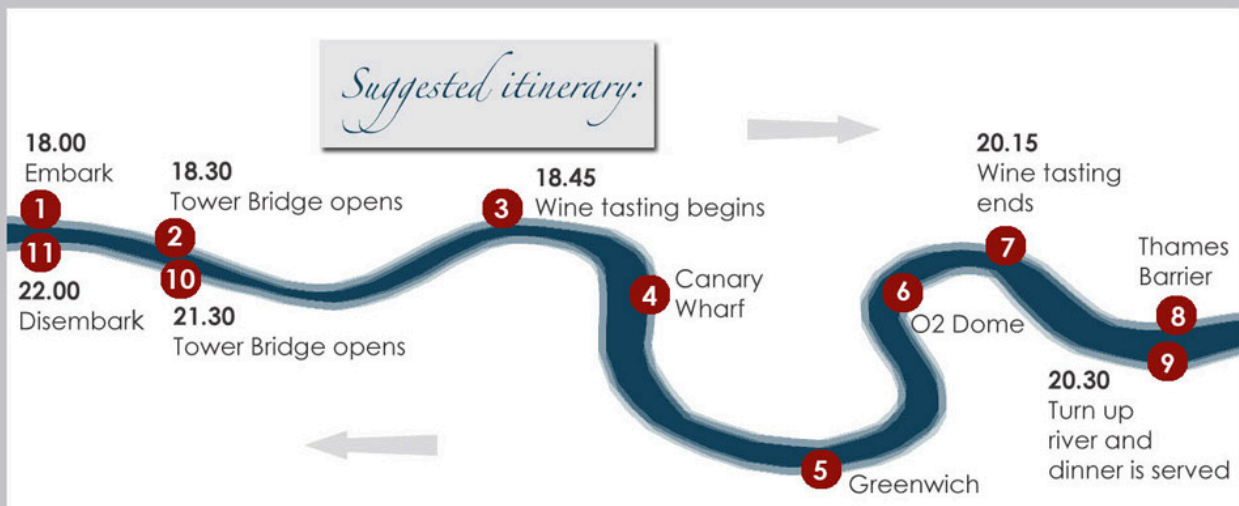 Suggested itinerary:
18.00
Embark
1
11
22.00
Disembark
18.30
Tower Bridge opens
2
10
21.30
Tower Bridge opens
3
18.45
Wine tasting begins
4
Canary
Wharf
5
Greenwich
6
O2 Dome
20.15
Wine tasting
ends
7
Thames
Barrier
8
9
20.30
Turn up
river and
dinner is served